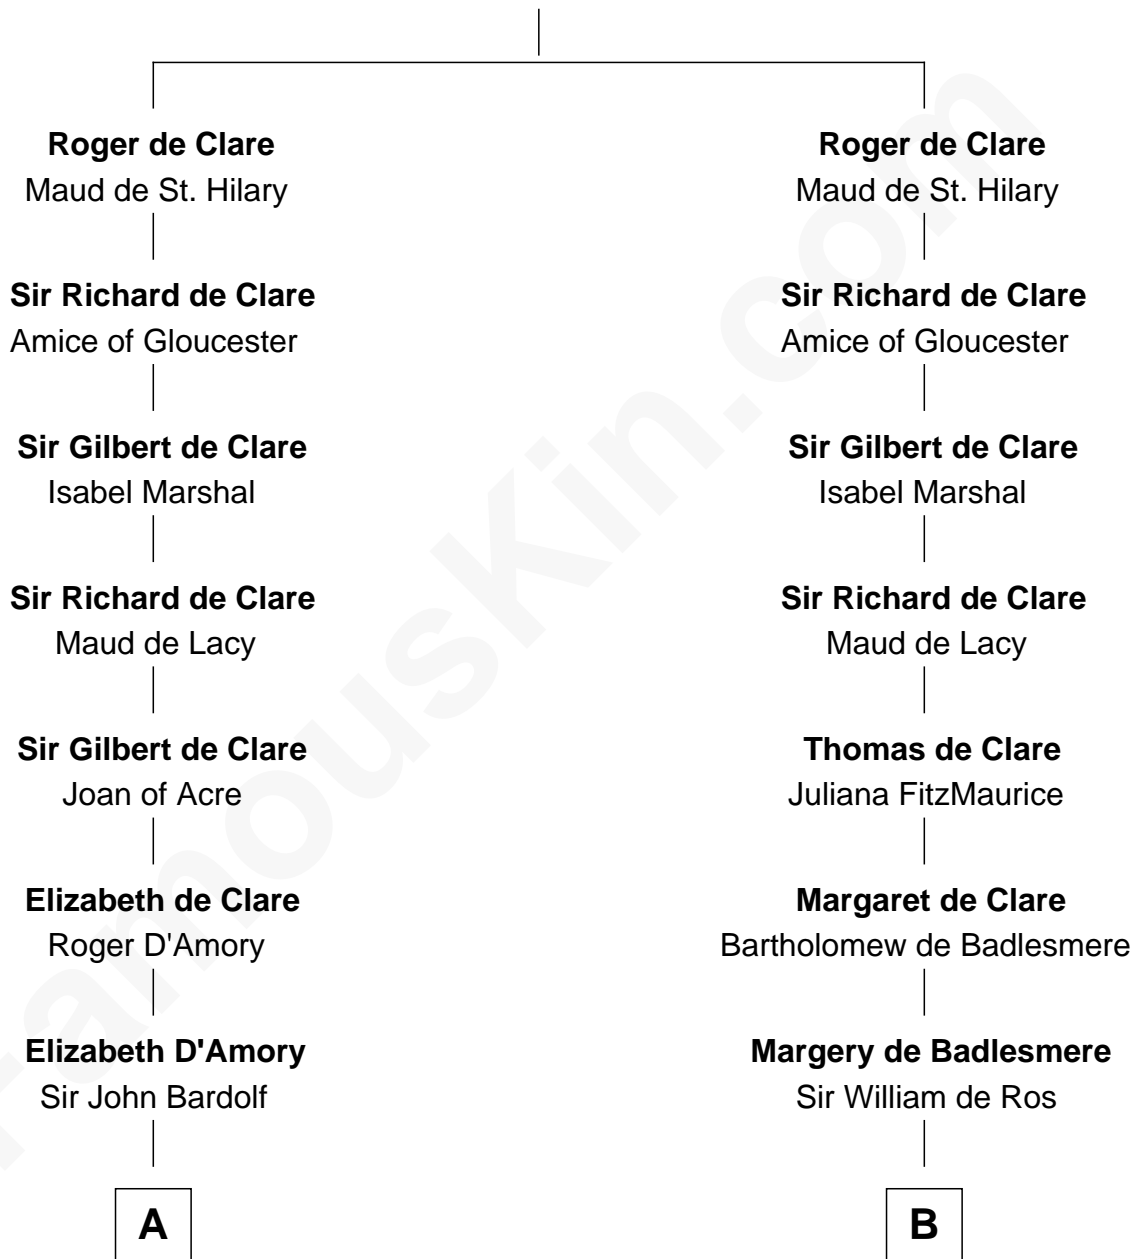 Roger de Clare
Maud de St. Hilary
Sir Richard de Clare
Amice of Gloucester
Sir Gilbert de Clare
Isabel Marshal
Sir Richard de Clare
Maud de Lacy
Sir Gilbert de Clare
Joan of Acre
Elizabeth de Clare
Roger D'Amory
Elizabeth D'Amory
Sir John Bardolf
A
Roger de Clare
Maud de St. Hilary
Sir Richard de Clare
Amice of Gloucester
Sir Gilbert de Clare
Isabel Marshal
Sir Richard de Clare
Maud de Lacy
Thomas de Clare
Juliana FitzMaurice
Margaret de Clare
Bartholomew de Badlesmere
Margery de Badlesmere
Sir William de Ros
B
FamousKin.com